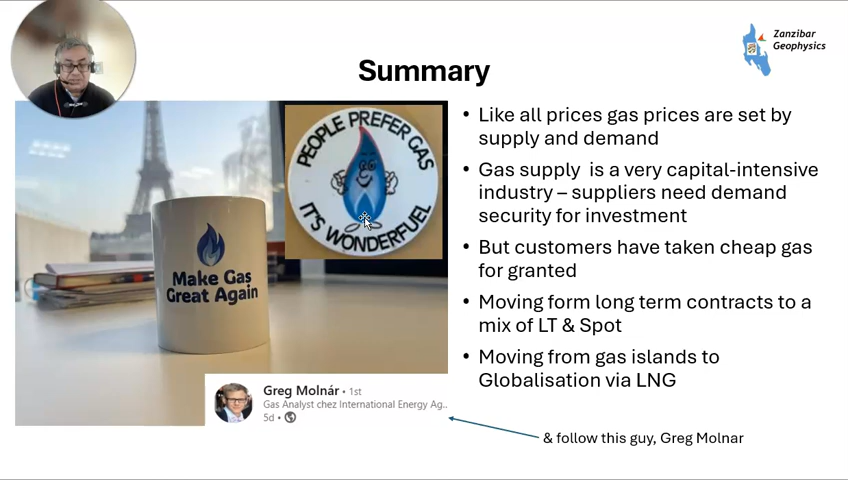 Zanzibar
Geophysics
Summary
PEOPLE PREFER GAS
IT'S WONDERFUEL
Make Gas
Great Again
Greg Molnár • 1st
Gas Analyst chez International Energy Ag..
5d •
• Like all prices gas prices are set by
supply and demand
• Gas supply is a very capital-intensive
industry – suppliers need demand
security for investment
• But customers have taken cheap gas
for granted
• Moving form long term contracts to a
mix of LT & Spot
• Moving from gas islands to
Globalisation via LNG
& follow this guy, Greg Molnar